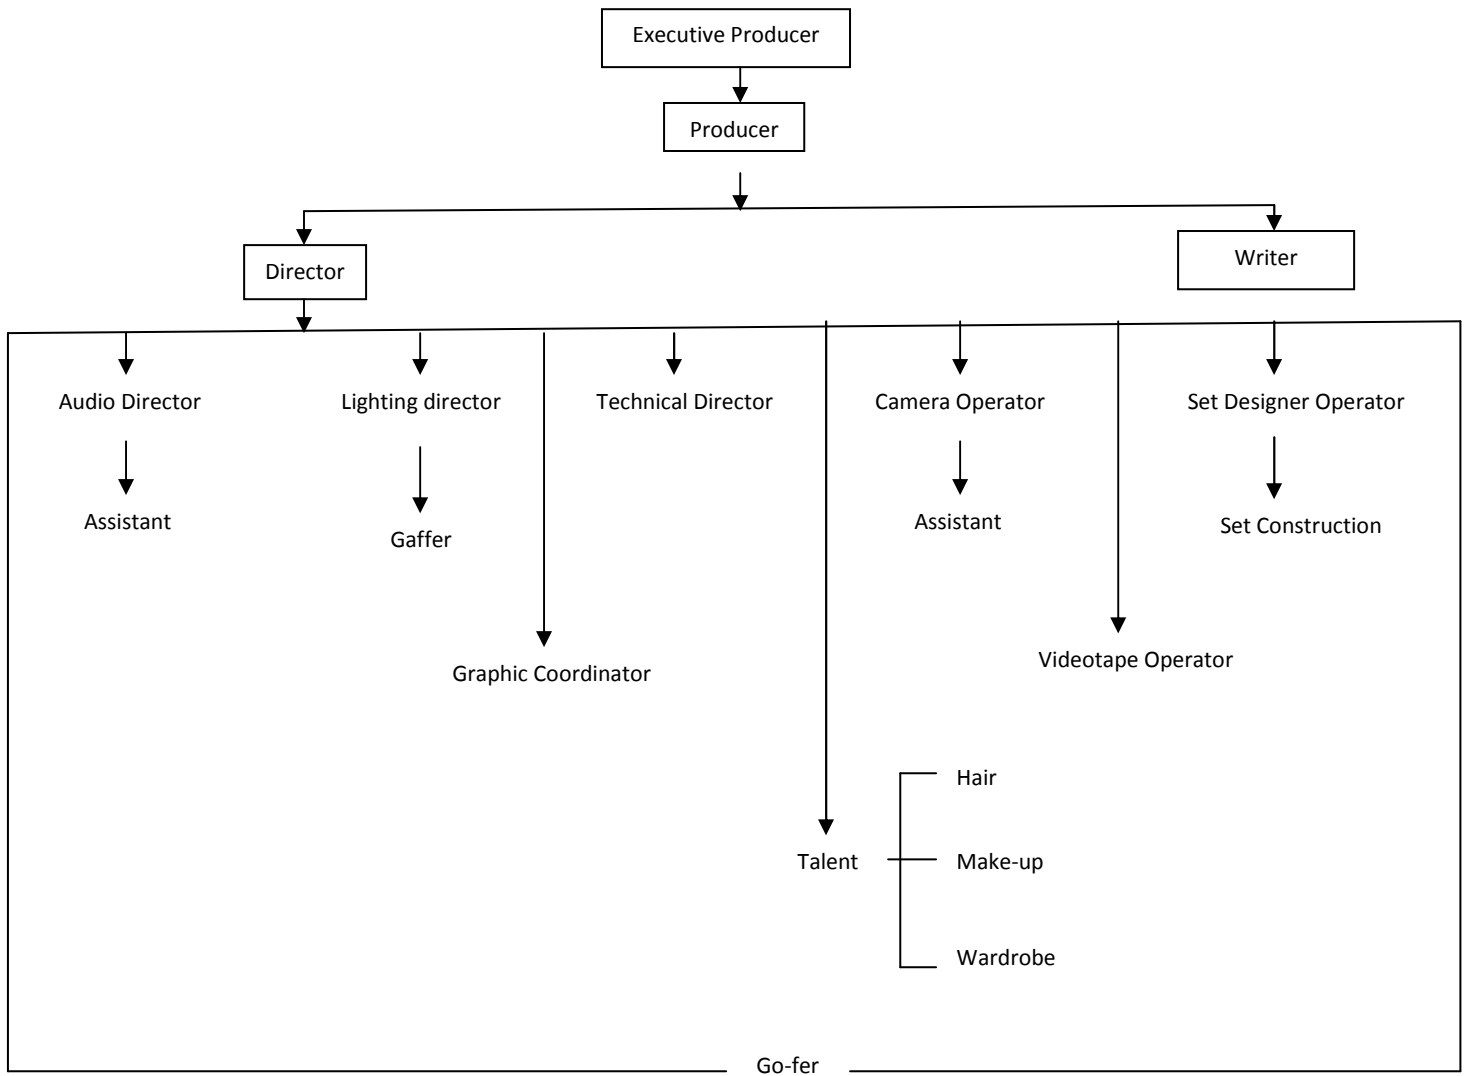 Executive Producer
Producer
Director
Writer
Audio Director
Lighting director
Technical Director
Camera Operator
Set Designer Operator
Assistant
Gaffer
Assistant
Set Construction
Graphic Coordinator
Videotape Operator
Hair
Talent
Make-up
Wardrobe
Go-fer